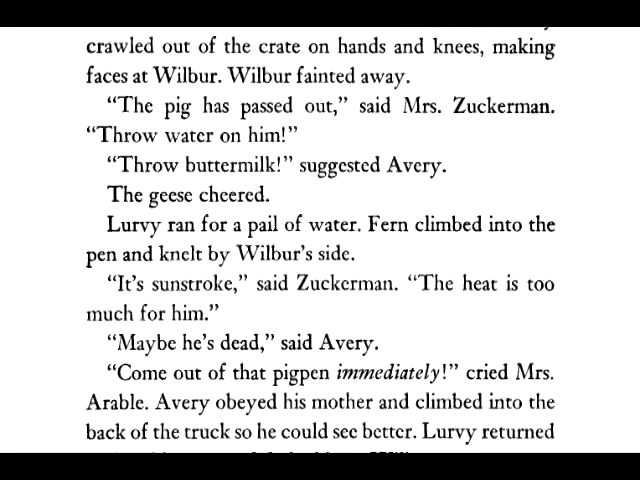 crawled out of the crate on hands and knees, making
faces at Wilbur. Wilbur fainted away.
“The pig has passed out,” said Mrs. Zuckerman.
“Throw water on him!”
“Throw buttermilk!” suggested Avery.
The geese cheered.
Lurvy ran for a pail of water. Fern climbed into the
pen and knelt by Wilbur’s side.
“It’s sunstroke,” said Zuckerman. “The heat is too
much for him.”
“Maybe he’s dead,” said Avery.
“Come out of that pigpen immediately!” cried Mrs.
Arable. Avery obeyed his mother and climbed into the
back of the truck so he could see better. Lurvy returned